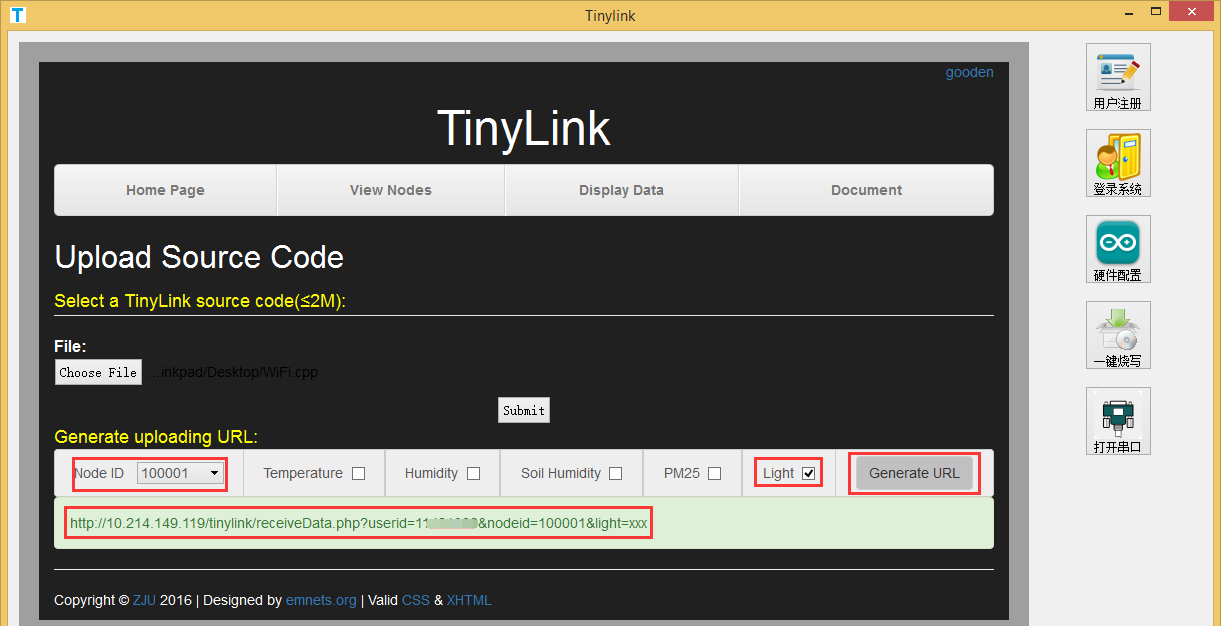 Tinylink
gooden
TinyLink
Home Page View Nodes Display Data Document
Upload Source Code
Select a TinyLink source code(≤2M):
File:
Choose File ...inkpad/Desktop/WiFi.cpp
Submit
Generate uploading URL:
Node ID 100001 Temperature Humidity Soil Humidity PM25 Light Generate URL
http://10.214.149.119/tinylink/receiveData.php?userid=11 &nodeid=100001&light=xxx
Copyright © ZJU 2016 | Designed by emnets.org | Valid CSS & XHTML
用户注册
登录系统
硬件配置
一键烧写
打开串口